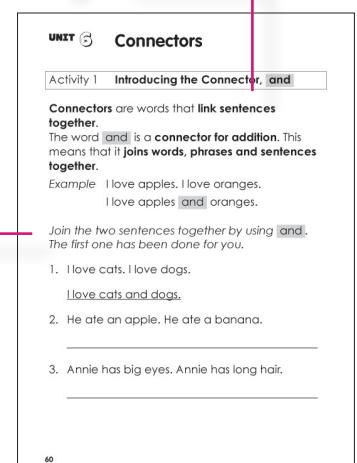 UNIT 6 Connectors
Activity 1 Introducing the Connector, and
Connectors are words that link sentences
together.
The word and is a connector for addition. This
means that it joins words, phrases and sentences
together.
Example I love apples. I love oranges.
I love apples and oranges.
Join the two sentences together by using and.
The first one has been done for you.
1. I love cats. I love dogs.
I love cats and dogs.
2. He ate an apple. He ate a banana.
3. Annie has big eyes. Annie has long hair.
60